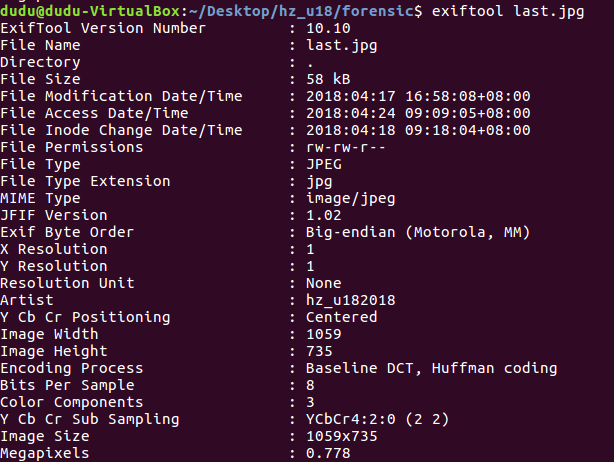 dudu@dudu-VirtualBox:~/Desktop/hz_u18/forensic$ exiftool last.jpg
ExifTool Version Number : 10.10
File Name : last.jpg
Directory : .
File Size : 58 kB
File Modification Date/Time : 2018:04:17 16:58:08+08:00
File Access Date/Time : 2018:04:24 09:09:05+08:00
File Inode Change Date/Time : 2018:04:18 09:18:04+08:00
File Permissions : rw-rw-r--
File Type : JPEG
File Type Extension : jpg
MIME Type : image/jpeg
JFIF Version : 1.02
Exif Byte Order : Big-endian (Motorola, MM)
X Resolution : 1
Y Resolution : 1
Resolution Unit : None
Artist : hz_u182018
Y Cb Cr Positioning : Centered
Image Width : 1059
Image Height : 735
Encoding Process : Baseline DCT, Huffman coding
Bits Per Sample : 8
Color Components : 3
Y Cb Cr Sub Sampling : YCbCr4:2:0 (2 2)
Image Size : 1059x735
Megapixels : 0.778